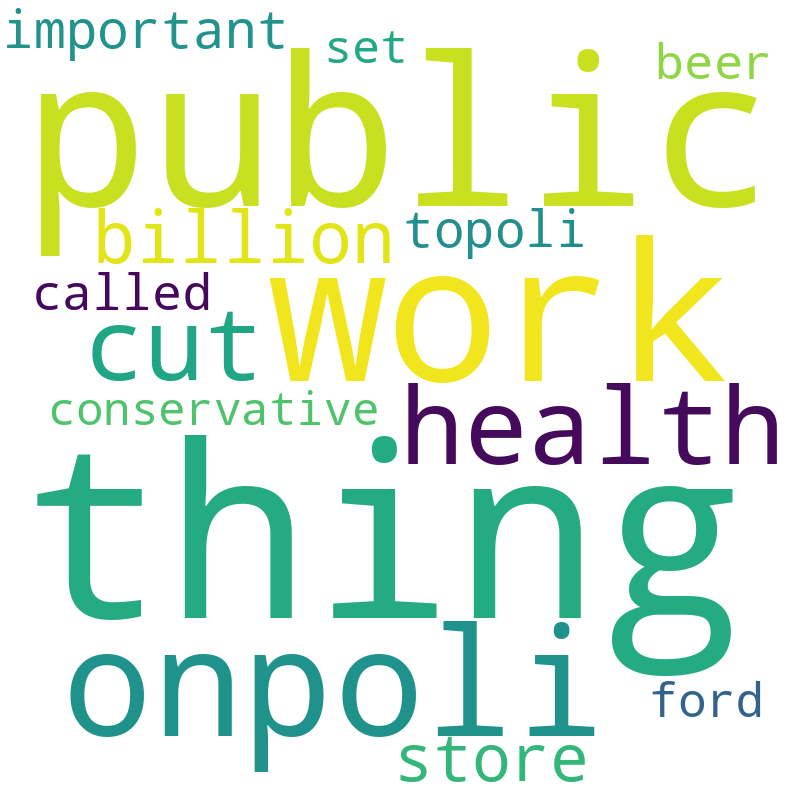 important
set
beer
public
billion
topoli
work
called
cut
conservative
health
thing
onpoli
ford
store